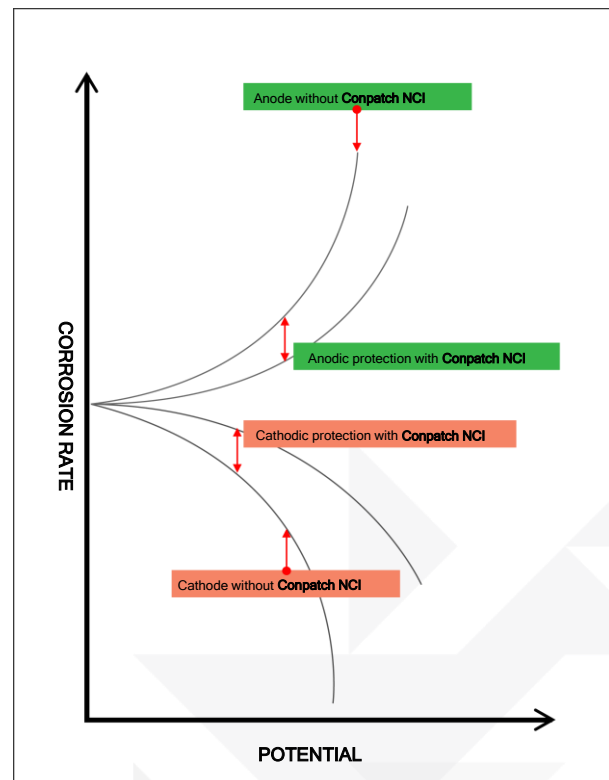 Anode without Conpatch NCI
CORROSION RATE
Anodic protection with Conpatch NCI
Cathodic protection with Conpatch NCI
Cathode without Conpatch NCI
POTENTIAL